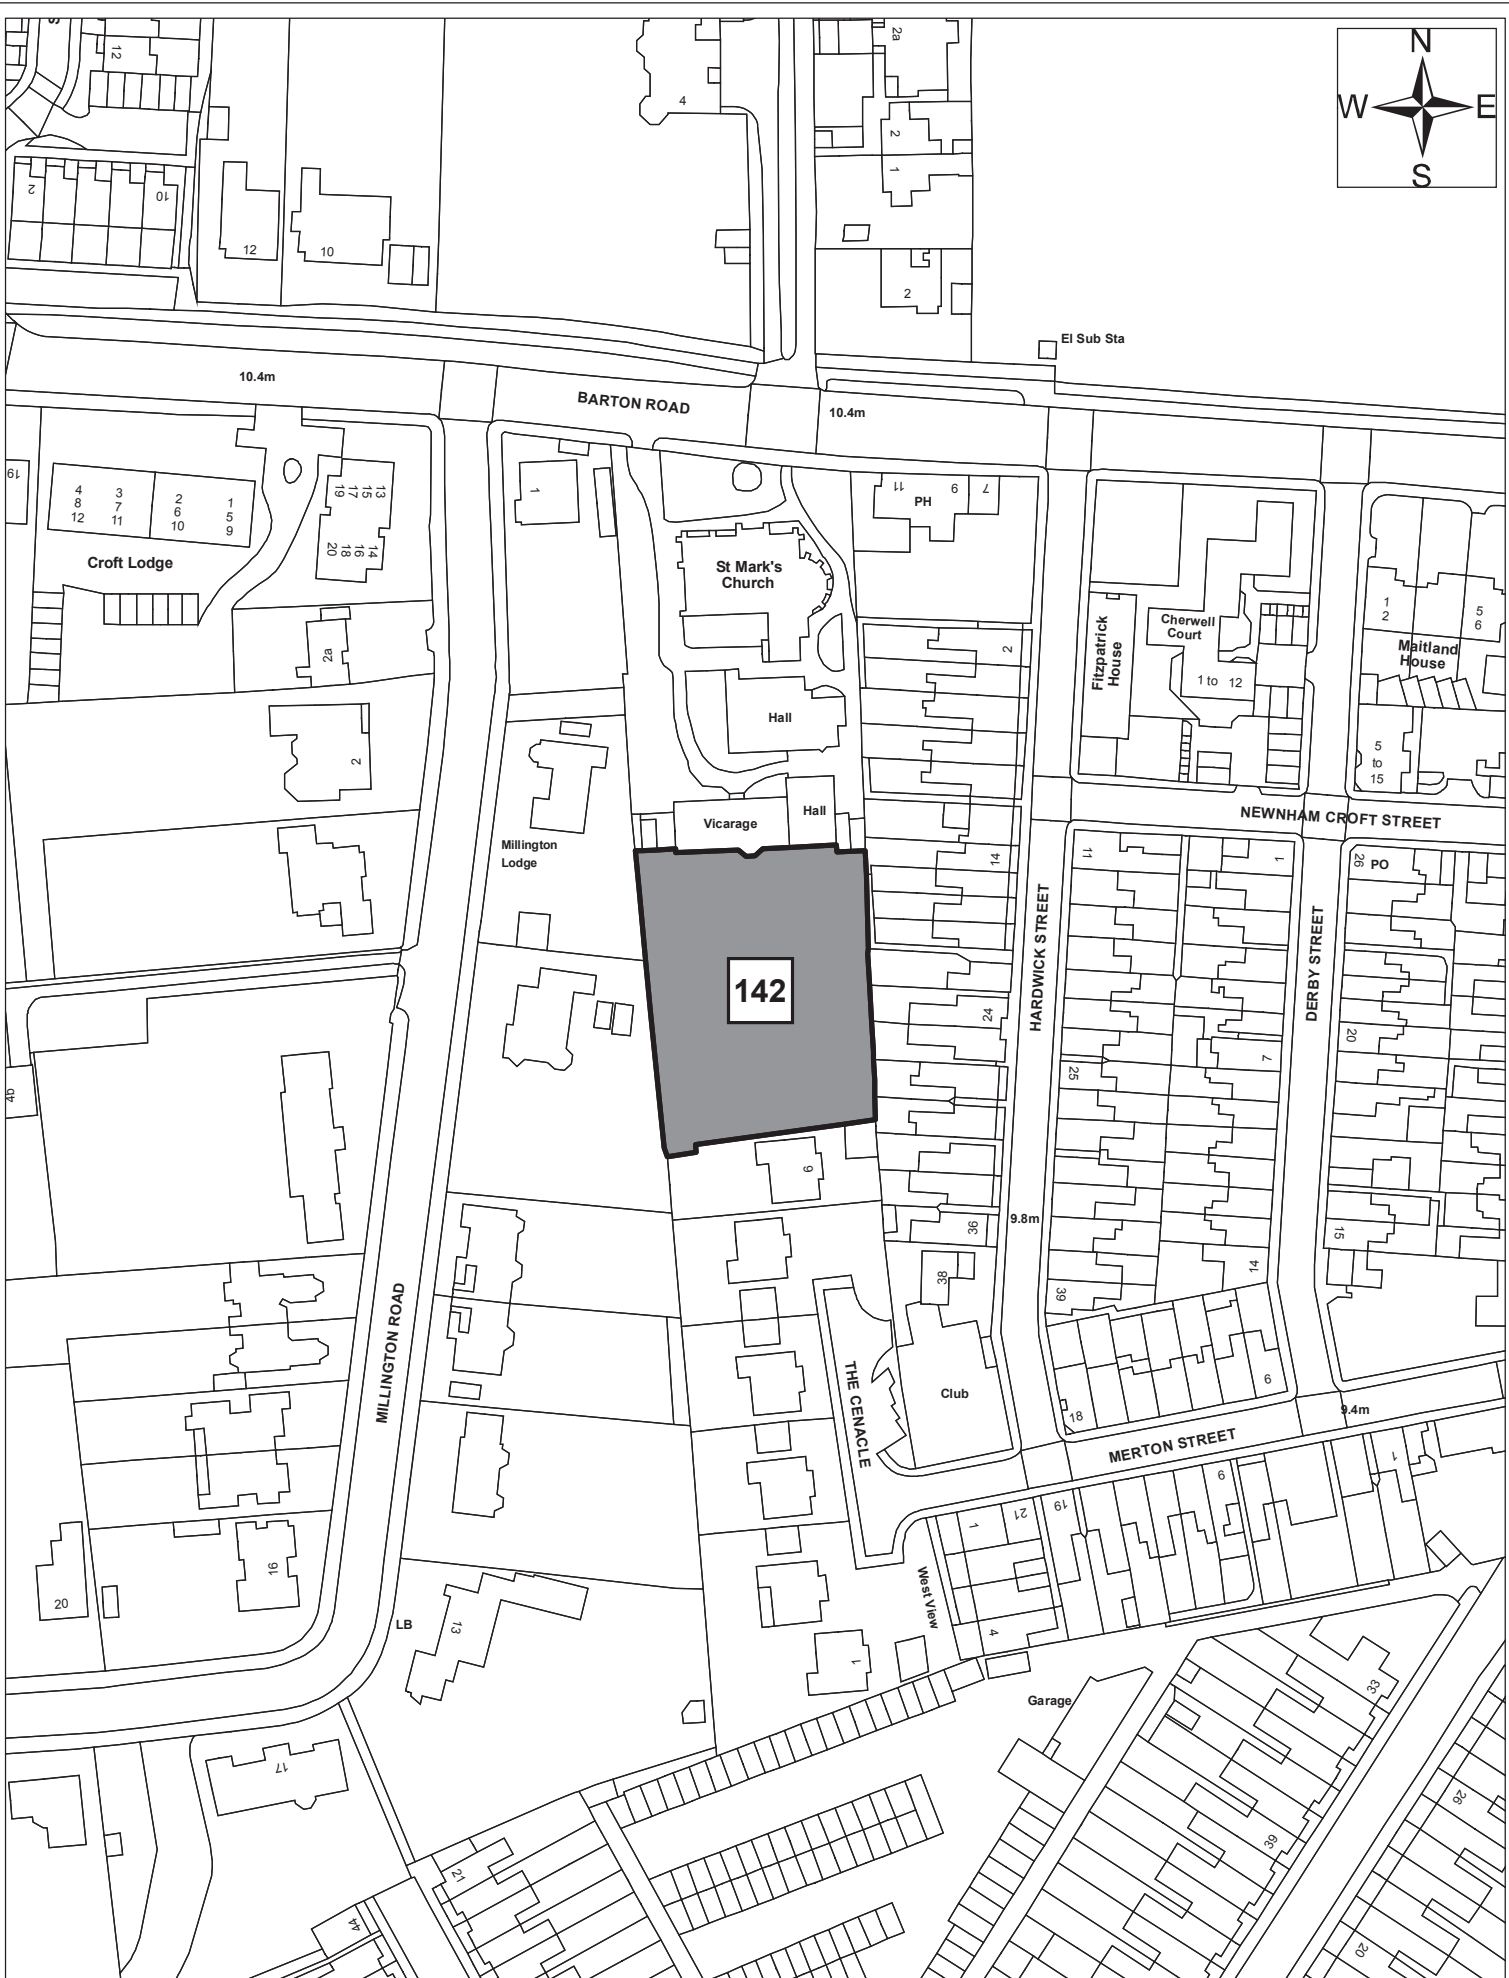 N
W
E
S
12
4
2a
2
1
2
10
12
10
2
El Sub Sta
10.4m
BARTON ROAD
10.4m
19
4 3 2 1
8 7 6 5
12 11 10 9
Croft Lodge
13
15
17
19
14
16
18
20
1
St Mark's
Church
11
9
7
PH
2a
2
Hall
Hall
Vicarage
Millington
Lodge
2
14
Fitzpatrick
House
Cherwell
Court
1 to 12
1
2
5
6
Maitland
House
5
to
15
NEWNHAM CROFT STREET
11
1
26
PO
HARDWICK STREET
DERBY STREET
142
24
25
7
20
4b
9
36
9.8m
38
39
14
15
MILLINGTON ROAD
THE CENACLE
Club
18
6
9.4m
MERTON STREET
1
9
19
21
1
West View
4
16
20
LB
13
1
Garage
33
17
39
26
21
44
20